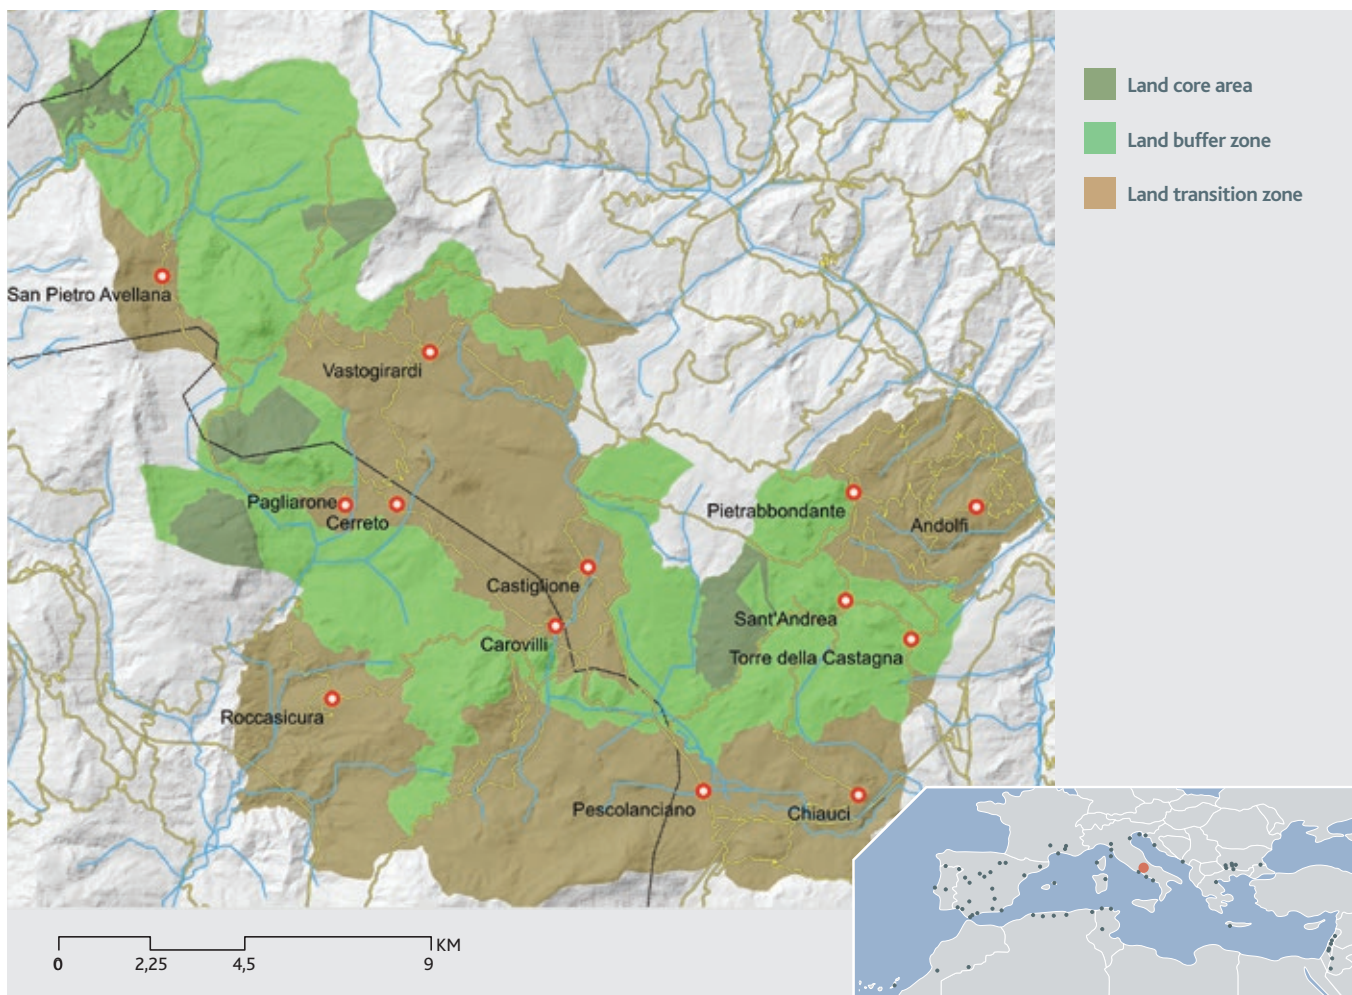 Land core area
Land buffer zone
Land transition zone
San Pietro Avellana
Vastogirardi
Pagliarone
Cerreto
Pietrabbondante
Andolfi
Castiglione
Sant'Andrea
Carovilli
Torre della Castagna
Roccasicura
Pescolanciano
Chiauci
KM
0 2,25 4,5 9